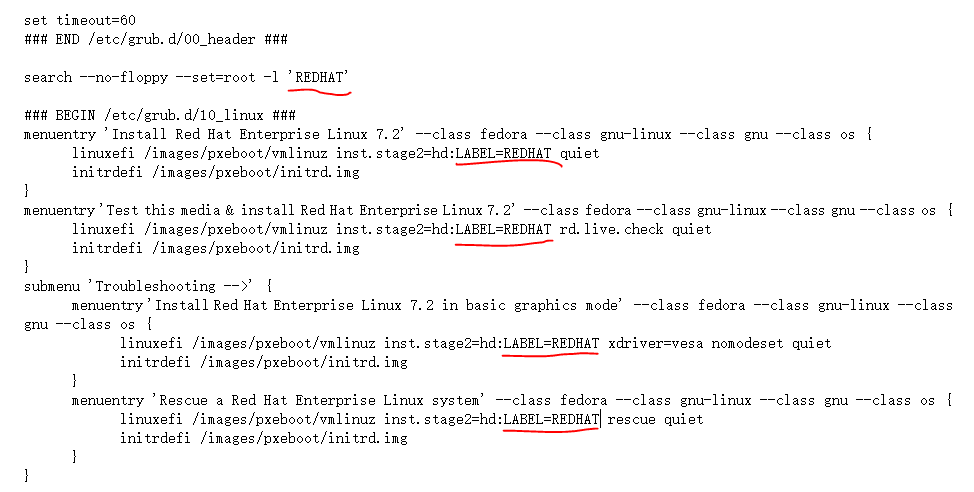 set timeout=60
### END /etc/grub.d/00_header ###
search --no-floppy --set=root -l 'REDHAT'
### BEGIN /etc/grub.d/10_linux ###
menuentry 'Install Red Hat Enterprise Linux 7.2' --class fedora --class gnu-linux --class gnu --class os {
linuxefi /images/pxeboot/vmlinuz inst.stage2=hd:LABEL=REDHAT quiet
initrdefi /images/pxeboot/initrd.img
}
menuentry 'Test this media & install Red Hat Enterprise Linux 7.2' --class fedora --class gnu-linux --class gnu --class os {
linuxefi /images/pxeboot/vmlinuz inst.stage2=hd:LABEL=REDHAT rd.live.check quiet
initrdefi /images/pxeboot/initrd.img
}
submenu 'Troubleshooting -->' {
menuentry 'Install Red Hat Enterprise Linux 7.2 in basic graphics mode' --class fedora --class gnu-linux --class
gnu --class os {
linuxefi /images/pxeboot/vmlinuz inst.stage2=hd:LABEL=REDHAT xdriver=vesa nomodeset quiet
initrdefi /images/pxeboot/initrd.img
}
menuentry 'Rescue a Red Hat Enterprise Linux system' --class fedora --class gnu-linux --class gnu --class os {
linuxefi /images/pxeboot/vmlinuz inst.stage2=hd:LABEL=REDHAT rescue quiet
initrdefi /images/pxeboot/initrd.img
}
}